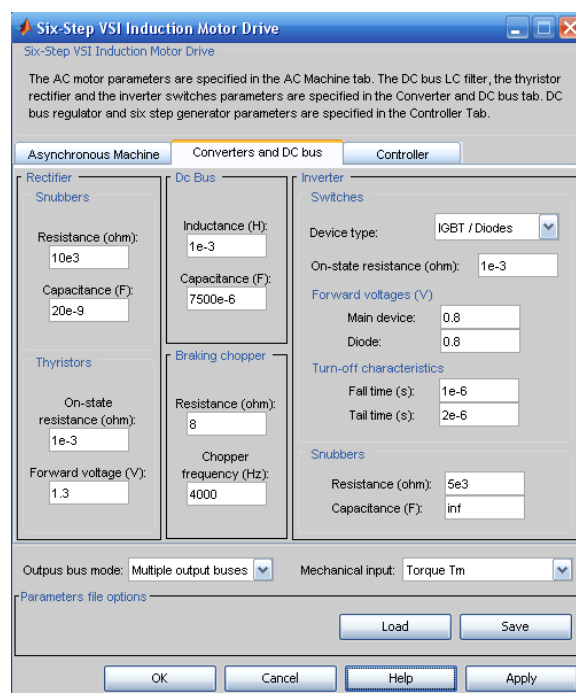 Six-Step VSI Induction Motor Drive
Six-Step VSI Induction Motor Drive
The AC motor parameters are specified in the AC Machine tab. The DC bus LC filter, the thyristor
rectifier and the inverter switches parameters are specified in the Converter and DC bus tab. DC
bus regulator and six step generator parameters are specified in the Controller Tab.
Asynchronous Machine
Converters and DC bus
Controller
Rectifier
Snubbers
Resistance (ohm):
10e3
Capacitance (F):
20e-9
Thyristors
On-state
resistance (ohm):
1e-3
Forward voltage (V):
1.3
Dc Bus
Inductance (H):
1e-3
Capacitance (F):
7500e-6
Braking chopper
Resistance (ohm):
8
Chopper
frequency (Hz):
4000
Inverter
Switches
Device type: IGBT / Diodes
On-state resistance (ohm): 1e-3
Forward voltages (V)
Main device: 0.8
Diode: 0.8
Turn-off characteristics
Fall time (s): 1e-6
Tail time (s): 2e-6
Snubbers
Resistance (ohm): 5e3
Capacitance (F): inf
Outpus bus mode: Multiple output buses
Mechanical input: Torque Tm
Parameters file options
Load
Save
OK
Cancel
Help
Apply